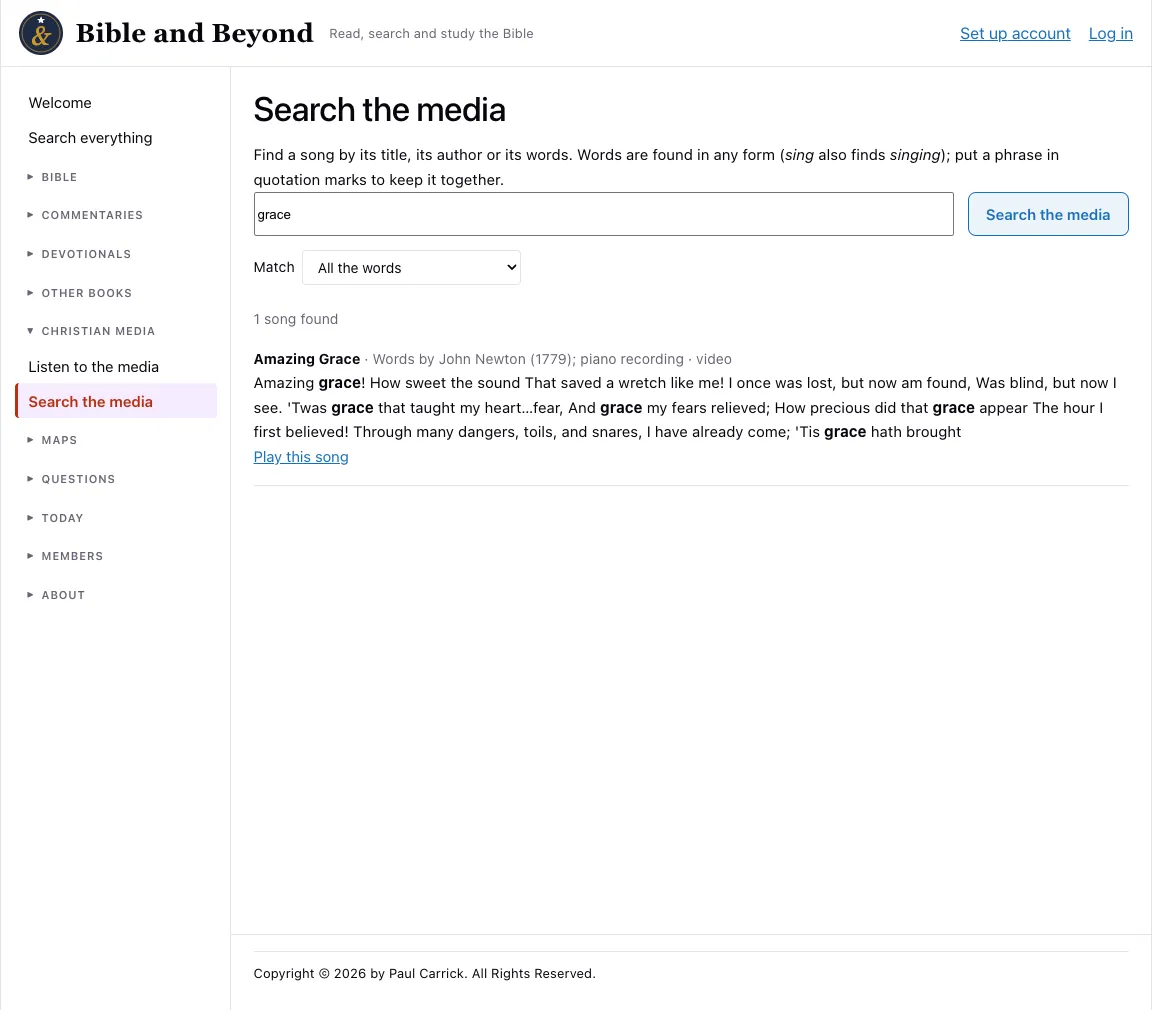 &
Bible and Beyond
Read, search and study the Bible
Set up account
Log in
Welcome
Search everything
BIBLE
COMMENTARIES
DEVOTIONALS
OTHER BOOKS
CHRISTIAN MEDIA
Listen to the media
Search the media
MAPS
QUESTIONS
TODAY
MEMBERS
ABOUT
Search the media
Find a song by its title, its author or its words. Words are found in any form (sing also finds singing); put a phrase in
quotation marks to keep it together.
grace
Search the media
Match
All the words
1 song found
Amazing Grace · Words by John Newton (1779); piano recording · video
Amazing grace! How sweet the sound That saved a wretch like me! I once was lost, but now am found, Was blind, but now I
see. 'Twas grace that taught my heart…fear, And grace my fears relieved; How precious did that grace appear The hour I
first believed! Through many dangers, toils, and snares, I have already come; 'Tis grace hath brought
Play this song
Copyright © 2026 by Paul Carrick. All Rights Reserved.